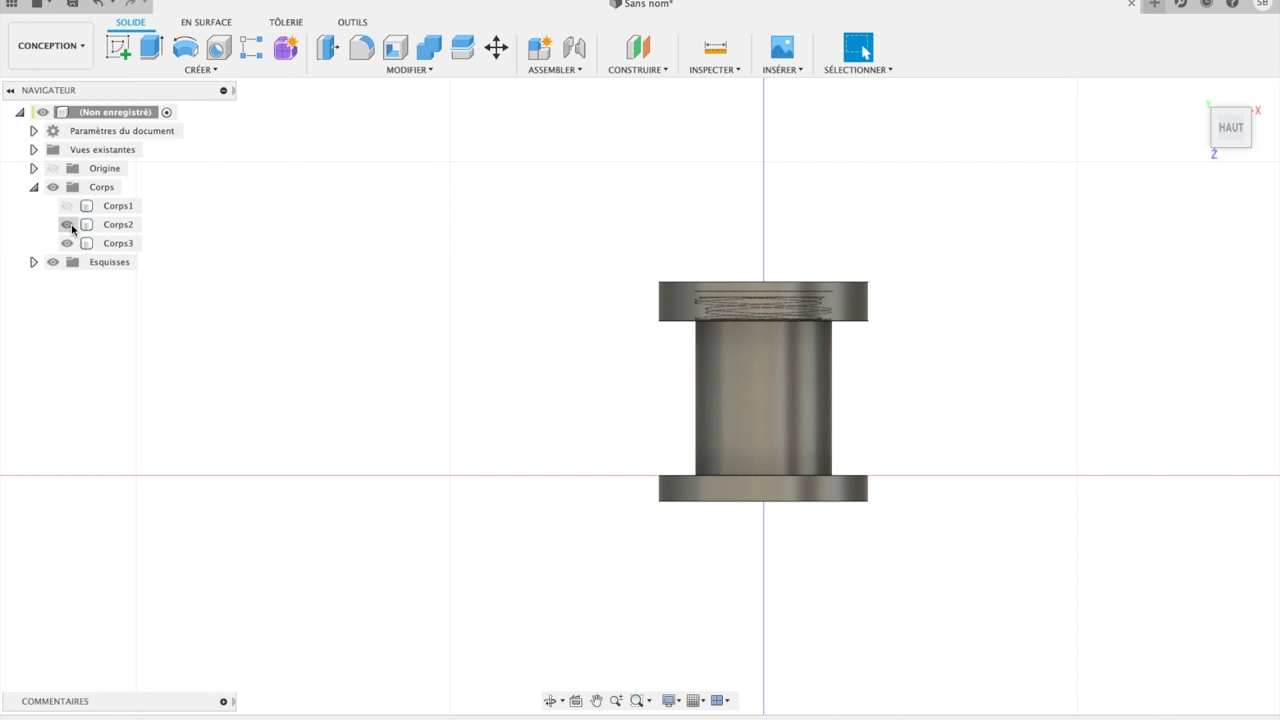 Sans nom*
SB
SOLIDE EN SURFACE TÔLERIE OUTILS
CONCEPTION
CRÉER MODIFIER ASSEMBLER CONSTRUIRE INSPECTER INSÉRER SÉLECTIONNER
NAVIGATEUR
(Non enregistré)
Paramètres du document
Vues existantes
Origine
Corps
Corps1
Corps2
Corps3
Esquisses
Y X
HAUT
Z
COMMENTAIRES